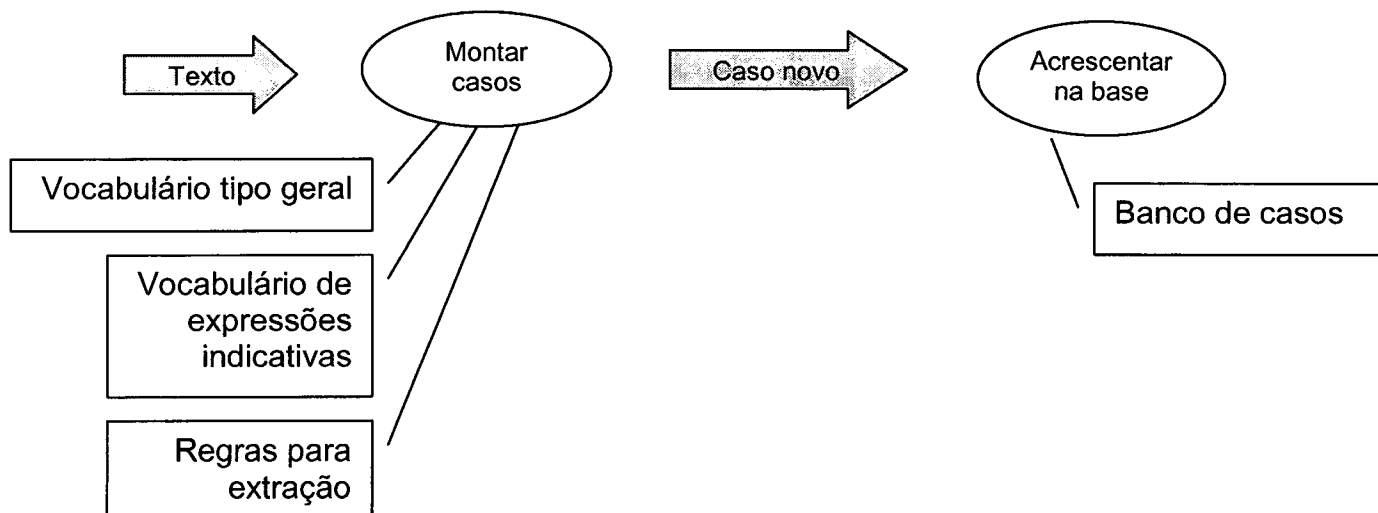 Texto
Montar
casos
Caso novo
Acrescentar
na base
Vocabulário tipo geral
Banco de casos
Vocabulário de
expressões
indicativas
Regras para
extração